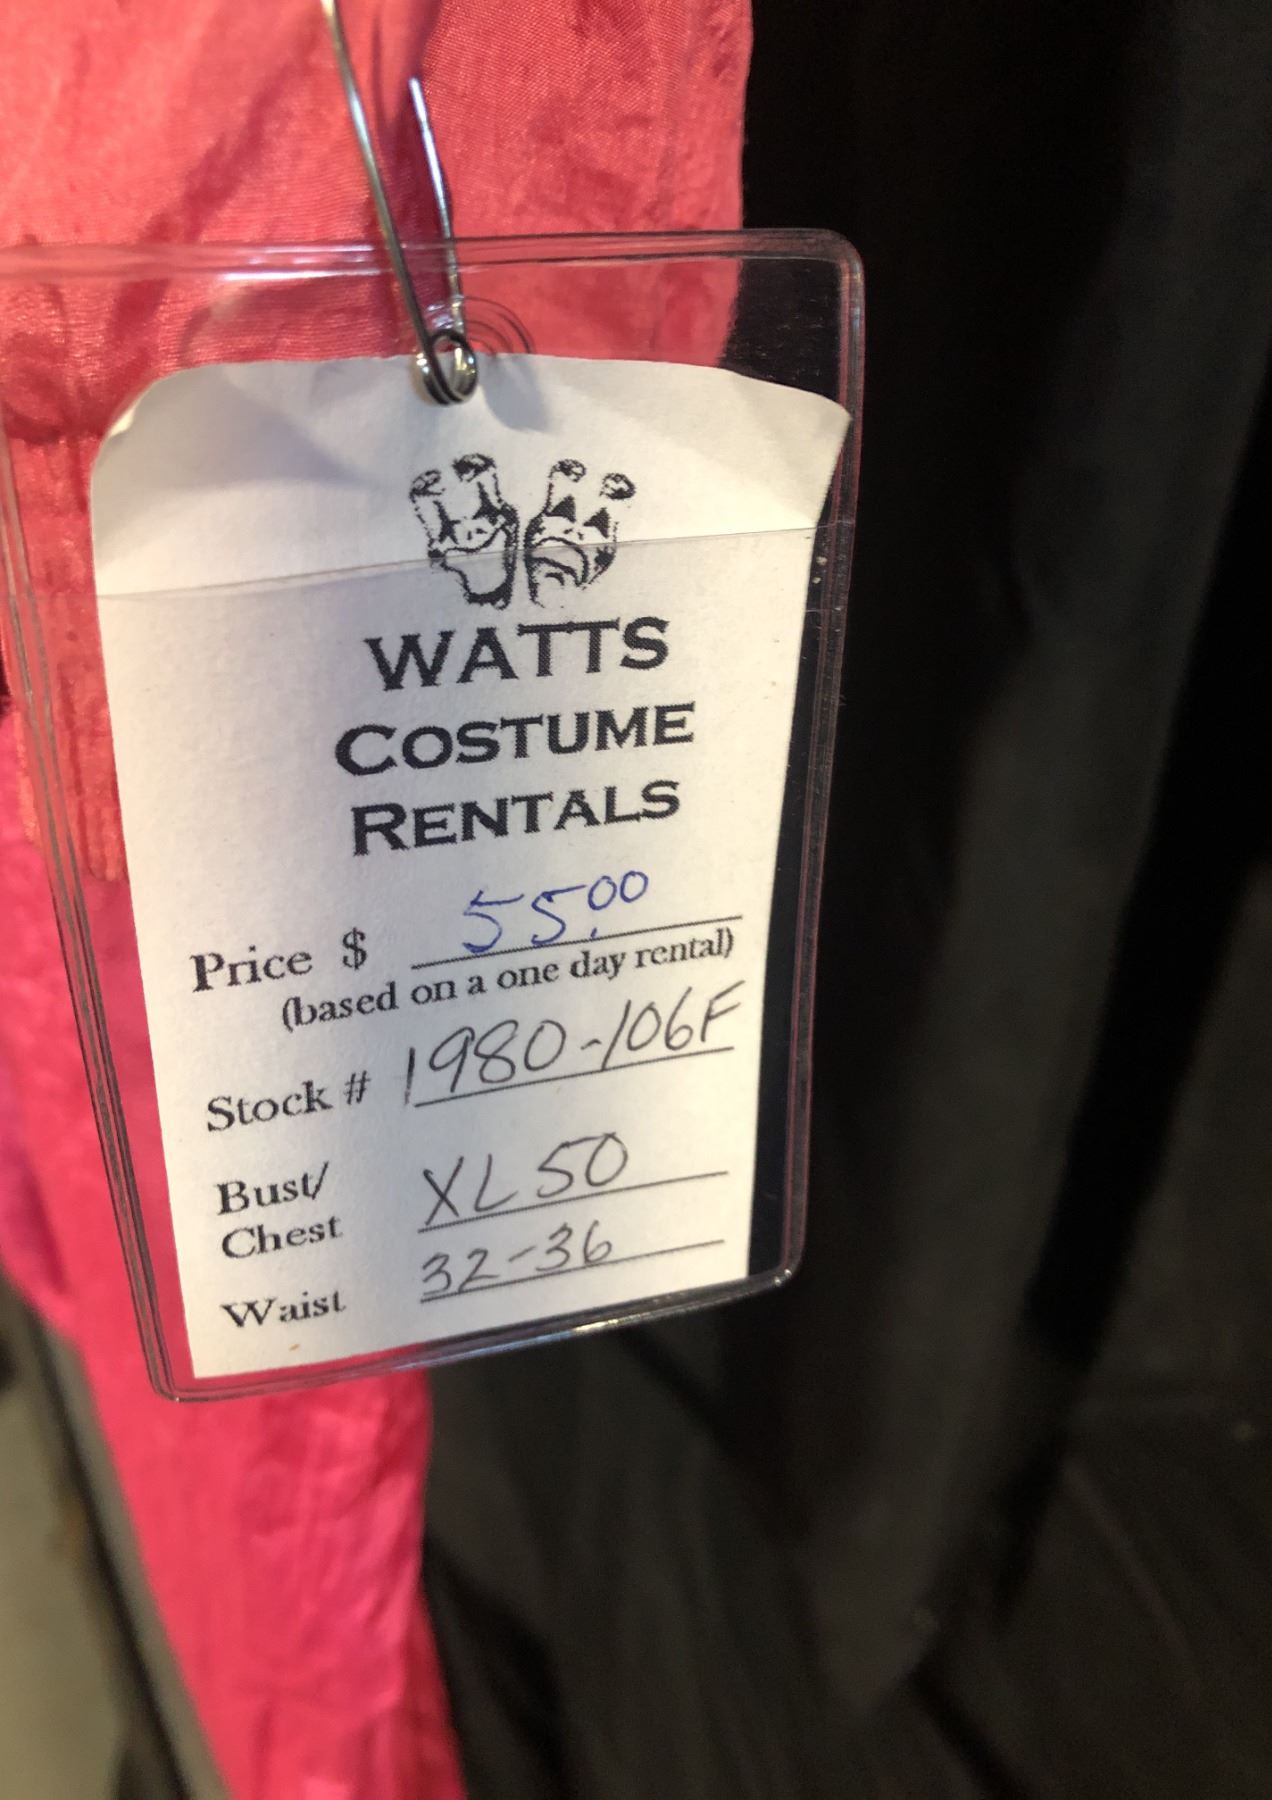 WATTS
COSTUME
RENTALS
Price $ 55.00
(based on a one day rental)
Stock # 1980-106F
Bust/
Chest XL 50
Waist 32-36